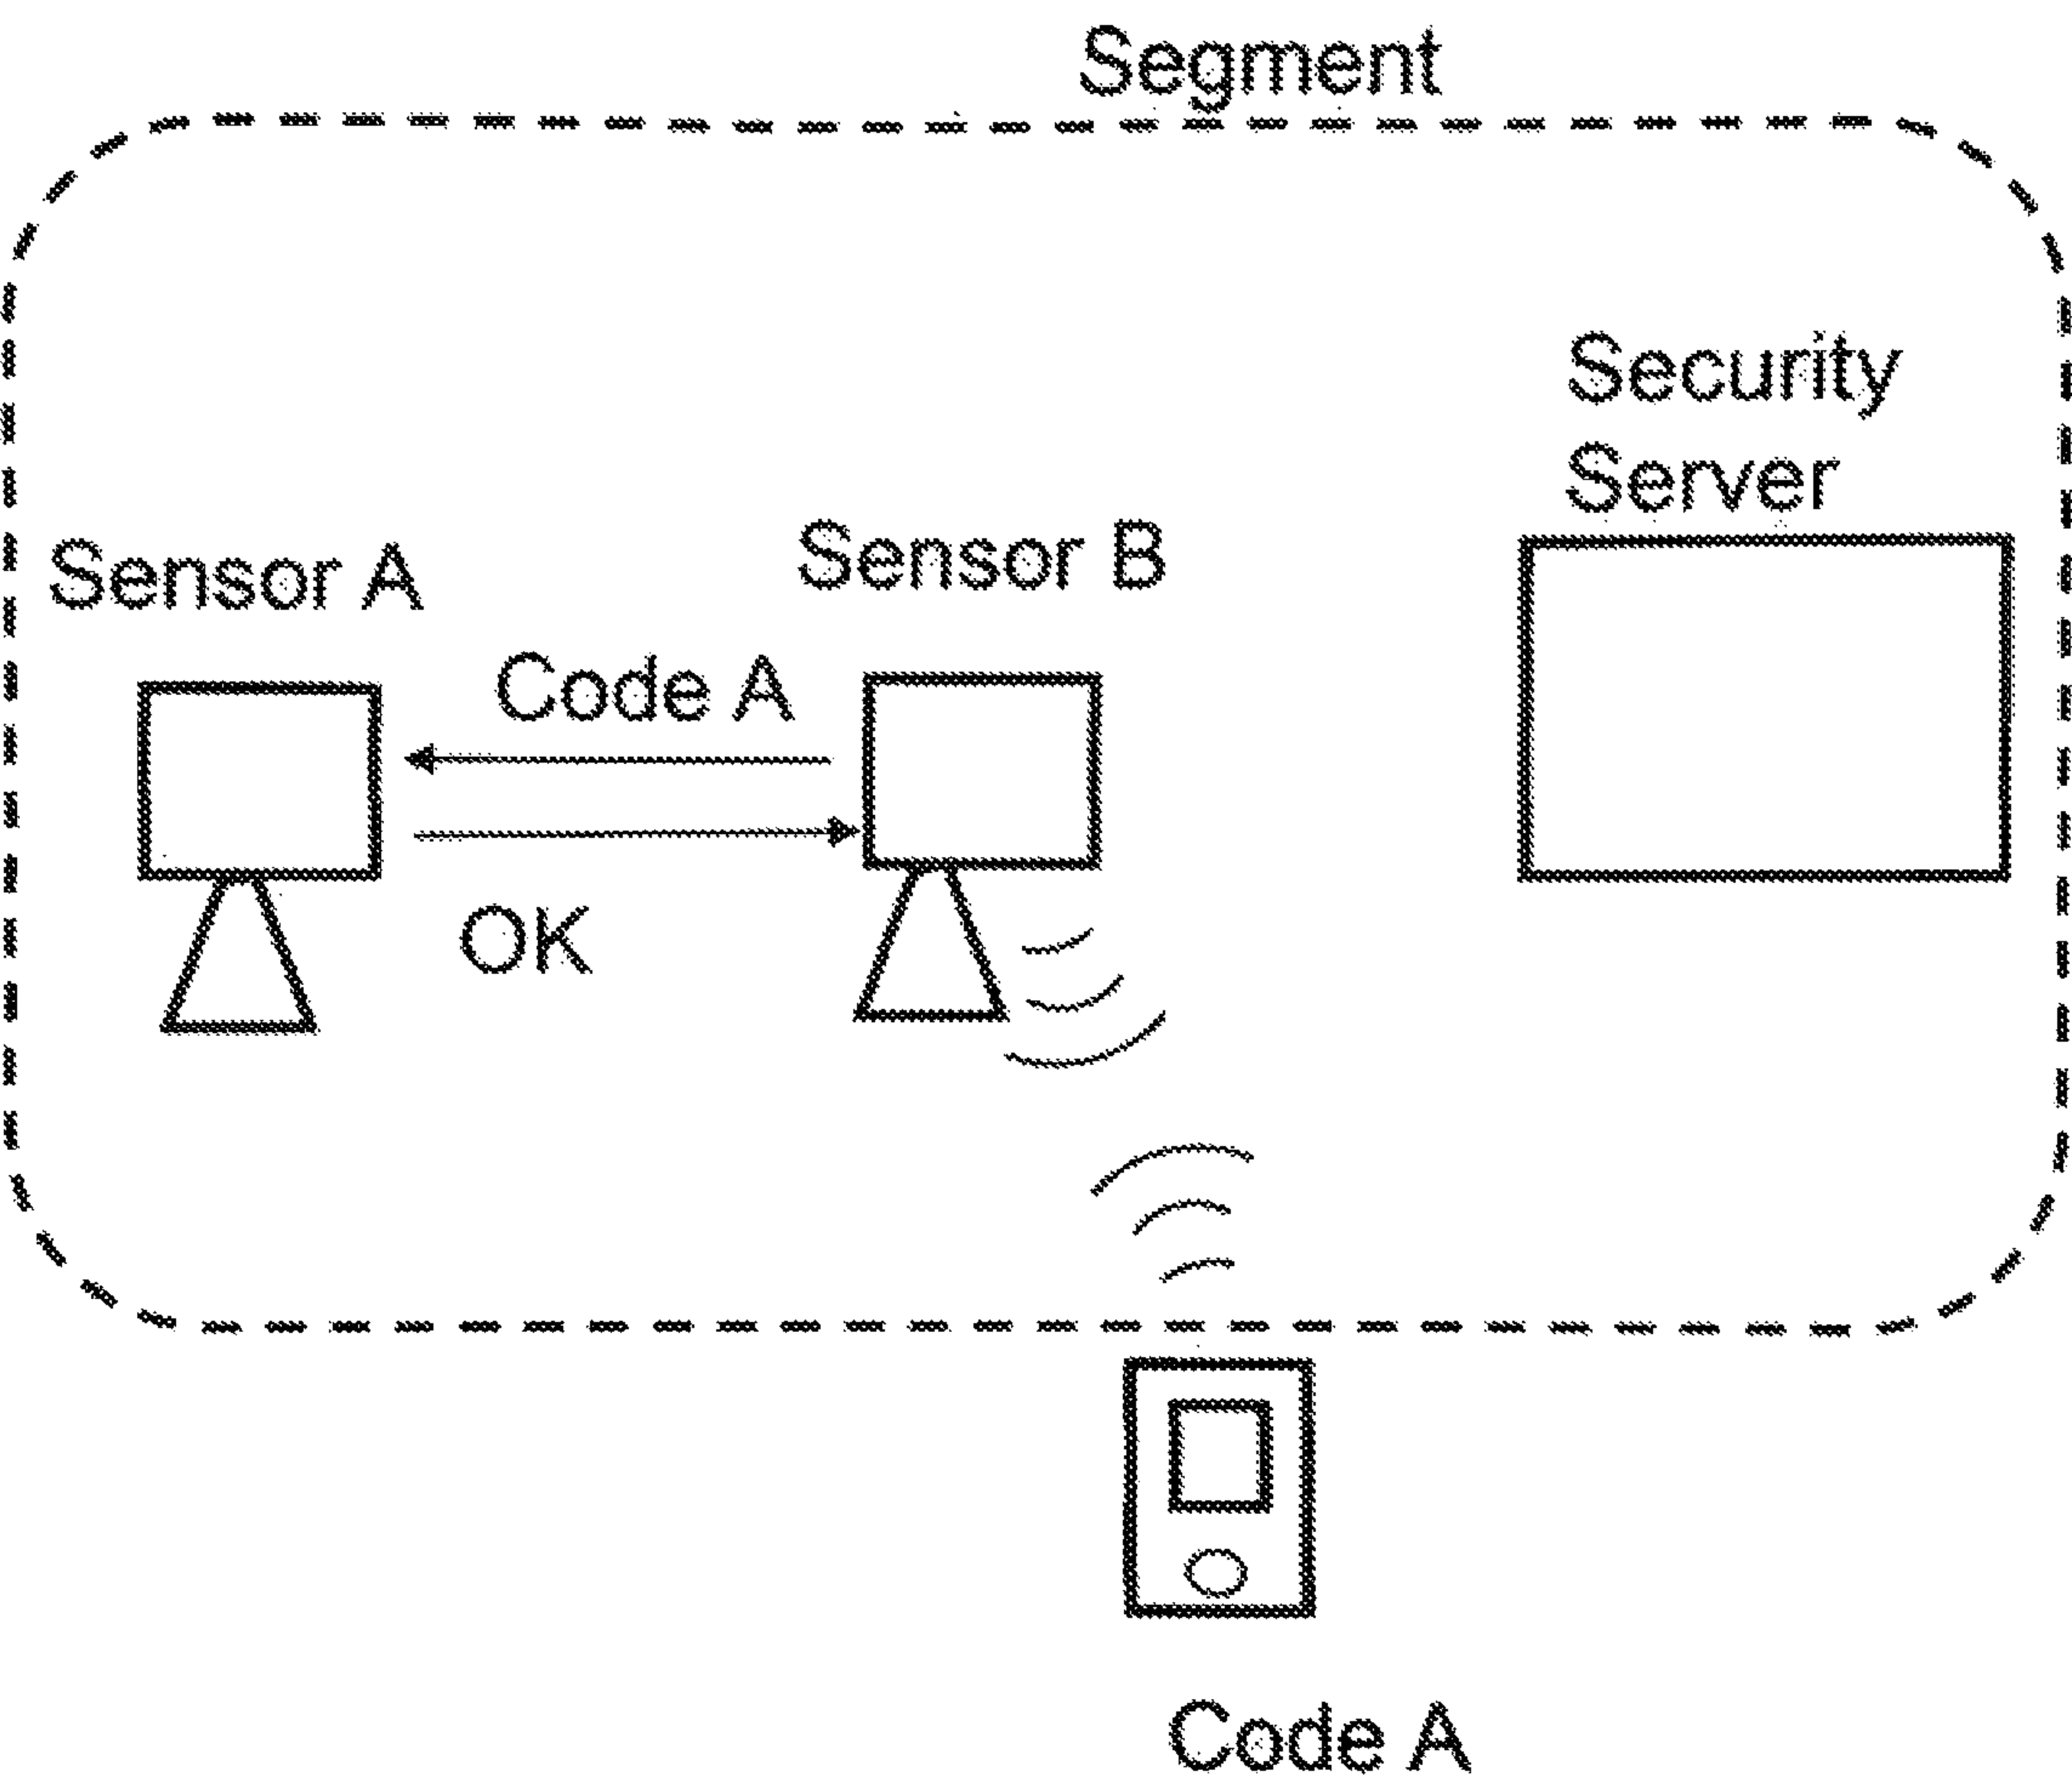 Segment
Security
Server
Sensor A
Sensor B
Code A
OK
Code A